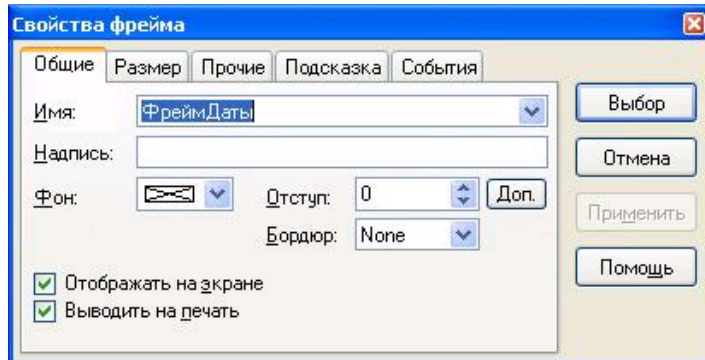 Свойства фрейма
Общие Размер Прочие Подсказка События
Имя: ФреймДаты
Выбор
Надпись:
Отмена
Фон: Отступ: 0 Доп.
Применить
Бордюр: None
Помощь
Отображать на экране
Выводить на печать